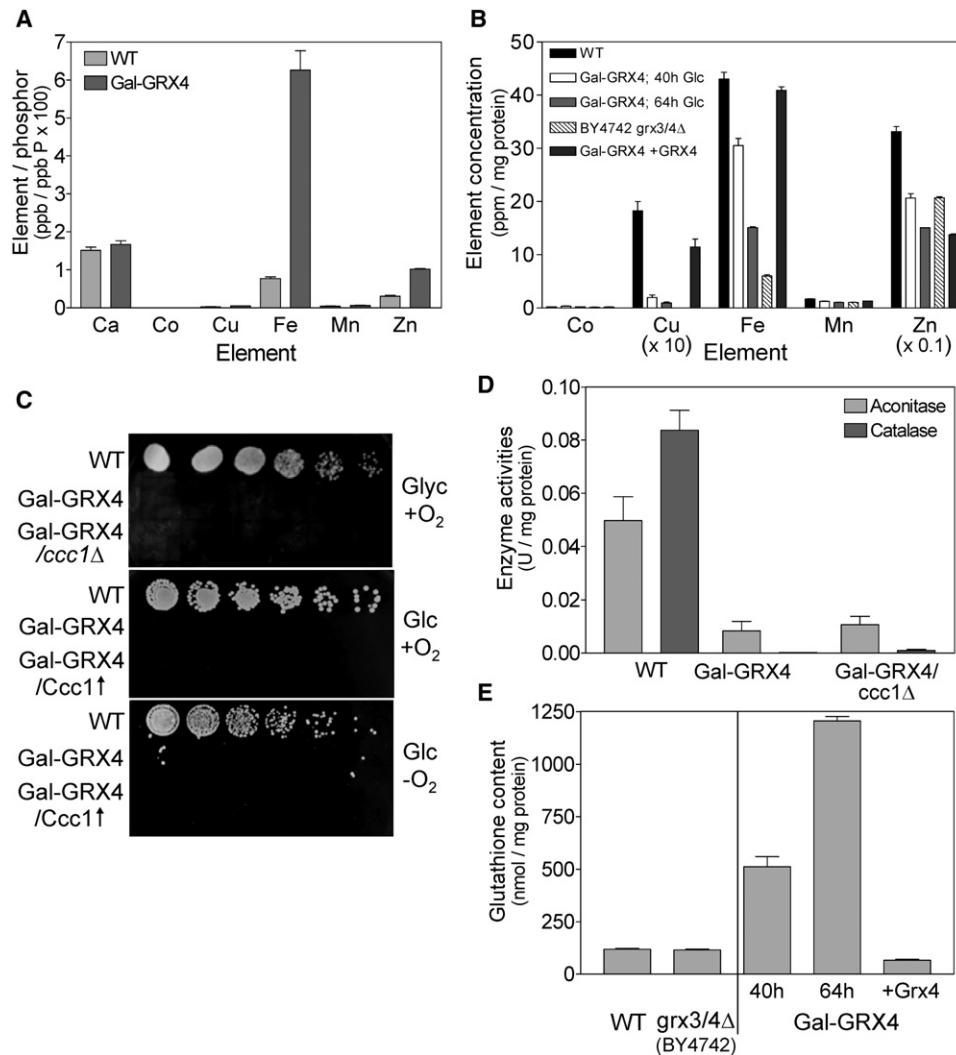 A
Element / phosphor
(ppb / ppb P x 100)
7
6
5
4
3
2
1
0
WT
Gal-GRX4
Ca Co Cu Fe Mn Zn
Element
B
Element concentration
(ppm / mg protein)
50
40
30
20
10
0
WT
Gal-GRX4; 40h Glc
Gal-GRX4; 64h Glc
BY4742 grx3/4Δ
Gal-GRX4 +GRX4
Co Cu Fe Mn Zn
(x 10) Element (x 0.1)
C
WT
Gal-GRX4
Gal-GRX4
/ccc1Δ
Glyc
+O₂
WT
Gal-GRX4
Gal-GRX4
/Ccc1↑
Glc
+O₂
WT
Gal-GRX4
Gal-GRX4
/Ccc1↑
Glc
-O₂
D
Enzyme activities
(U / mg protein)
0.10
0.08
0.06
0.04
0.02
0.00
Aconitase
Catalase
WT Gal-GRX4 Gal-GRX4/
ccc1Δ
E
Glutathione content
(nmol / mg protein)
1250
1000
750
500
250
0
40h 64h +Grx4
WT grx3/4Δ Gal-GRX4
(BY4742)